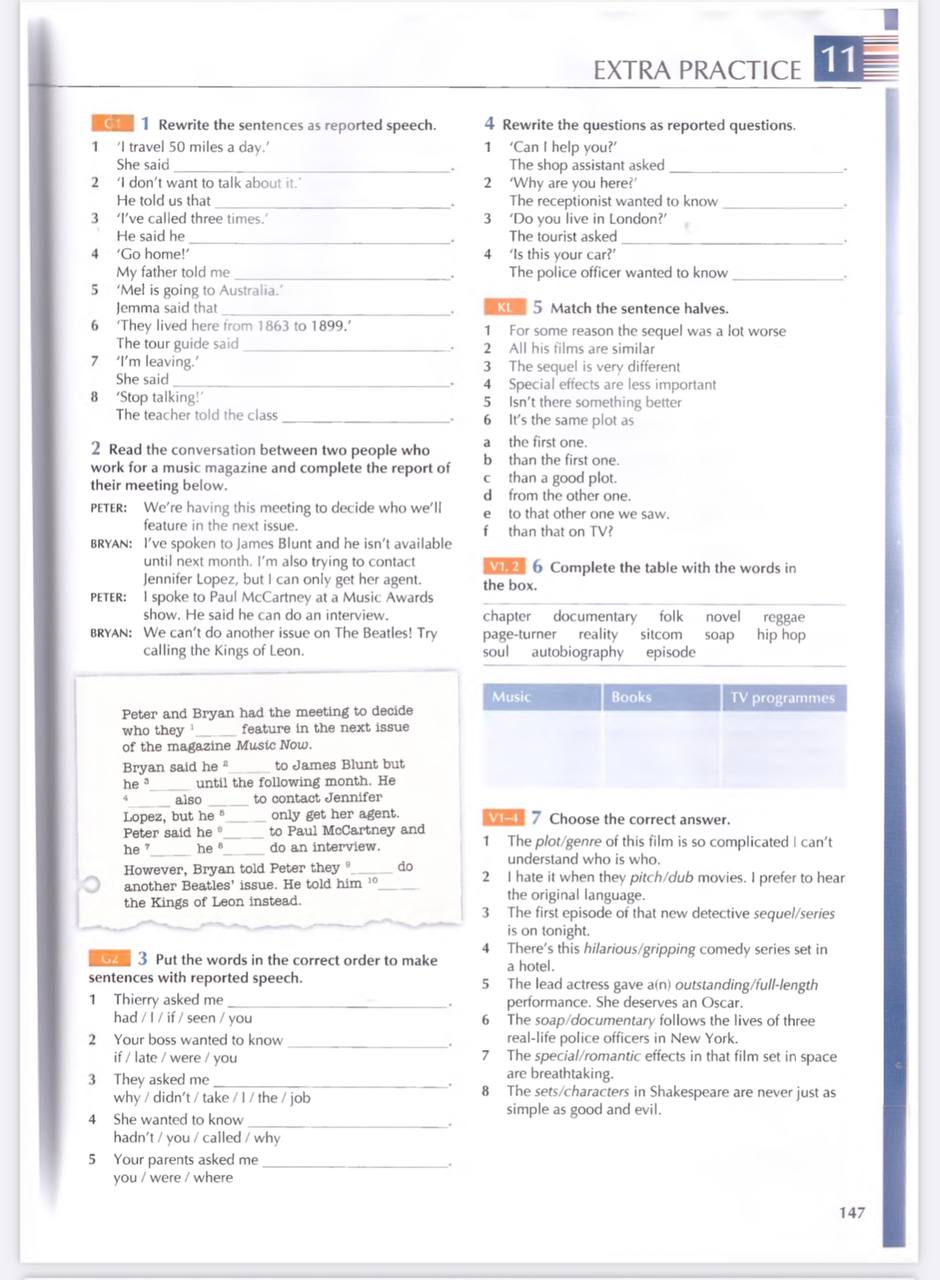 EXTRA PRACTICE 11
G1 1 Rewrite the sentences as reported speech.
1 ‘I travel 50 miles a day.’
She said ____________.
2 ‘I don’t want to talk about it.’
He told us that ____________.
3 ‘I’ve called three times.’
He said he ____________.
4 ‘Go home!’
My father told me ____________.
5 ‘Mel is going to Australia.’
Jemma said that ____________.
6 ‘They lived here from 1863 to 1899.’
The tour guide said ____________.
7 ‘I’m leaving.’
She said ____________.
8 ‘Stop talking!’
The teacher told the class ____________.
2 Read the conversation between two people who
work for a music magazine and complete the report of
their meeting below.
PETER: We’re having this meeting to decide who we’ll
feature in the next issue.
BRYAN: I’ve spoken to James Blunt and he isn’t available
until next month. I’m also trying to contact
Jennifer Lopez, but I can only get her agent.
PETER: I spoke to Paul McCartney at a Music Awards
show. He said he can do an interview.
BRYAN: We can’t do another issue on The Beatles! Try
calling the Kings of Leon.
Peter and Bryan had the meeting to decide
who they 1 _____ feature in the next issue
of the magazine Music Now.
Bryan said he 2 _____ to James Blunt but
he 3 _____ until the following month. He
4 _____ also _____ to contact Jennifer
Lopez, but he 5 _____ only get her agent.
Peter said he 6 _____ to Paul McCartney and
he 7 _____ he 8 _____ do an interview.
However, Bryan told Peter they 9 _____ do
another Beatles’ issue. He told him 10 _____
the Kings of Leon instead.
G2 3 Put the words in the correct order to make
sentences with reported speech.
1 Thierry asked me ____________.
had / I / if / seen / you
2 Your boss wanted to know ____________.
if / late / were / you
3 They asked me ____________.
why / didn’t / take / I / the / job
4 She wanted to know ____________.
hadn’t / you / called / why
5 Your parents asked me ____________.
you / were / where
4 Rewrite the questions as reported questions.
1 ‘Can I help you?’
The shop assistant asked ____________.
2 ‘Why are you here?’
The receptionist wanted to know ____________.
3 ‘Do you live in London?’
The tourist asked ____________.
4 ‘Is this your car?’
The police officer wanted to know ____________.
KL 5 Match the sentence halves.
1 For some reason the sequel was a lot worse
2 All his films are similar
3 The sequel is very different
4 Special effects are less important
5 Isn’t there something better
6 It’s the same plot as
a the first one.
b than the first one.
c than a good plot.
d from the other one.
e to that other one we saw.
f than that on TV?
V1, 2 6 Complete the table with the words in
the box.
chapter documentary folk novel reggae
page-turner reality sitcom soap hip hop
soul autobiography episode
Music Books TV programmes
V1–4 7 Choose the correct answer.
1 The plot/genre of this film is so complicated I can’t
understand who is who.
2 I hate it when they pitch/dub movies. I prefer to hear
the original language.
3 The first episode of that new detective sequel/series
is on tonight.
4 There’s this hilarious/gripping comedy series set in
a hotel.
5 The lead actress gave a(n) outstanding/full-length
performance. She deserves an Oscar.
6 The soap/documentary follows the lives of three
real-life police officers in New York.
7 The special/romantic effects in that film set in space
are breathtaking.
8 The sets/characters in Shakespeare are never just as
simple as good and evil.
147